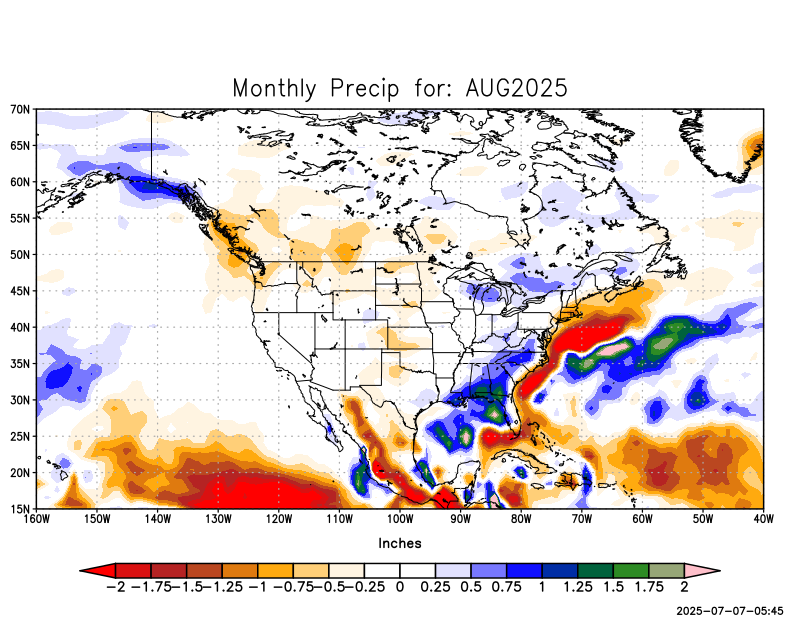 Monthly Precip for: AUG2025
70N
65N
60N
55N
50N
45N
40N
35N
30N
25N
20N
15N
160W 150W 140W 130W 120W 110W 100W 90W 80W 70W 60W 50W 40W
Inches
-2 -1.75 -1.5 -1.25 -1 -0.75 -0.5 -0.25 0 0.25 0.5 0.75 1 1.25 1.5 1.75 2
2025-07-07-05:45